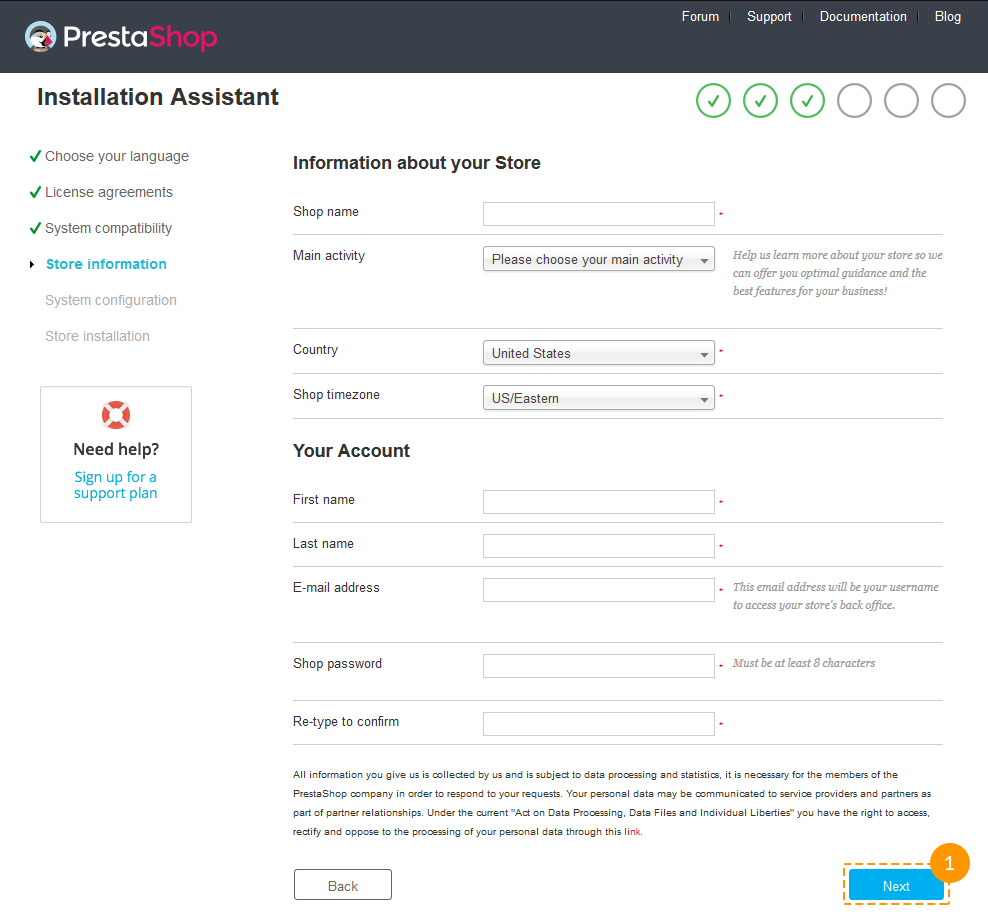 Forum
Support
Documentation
Blog
PrestaShop
Installation Assistant
Choose your language
License agreements
System compatibility
Store information
System configuration
Store installation
Need help?
Sign up for a
support plan
Information about your Store
Shop name *
Main activity
Please choose your main activity
Help us learn more about your store so we
can offer you optimal guidance and the
best features for your business!
Country
United States *
Shop timezone
US/Eastern *
Your Account
First name *
Last name *
E-mail address *
This email address will be your username
to access your store's back office.
Shop password *
Must be at least 8 characters
Re-type to confirm *
All information you give us is collected by us and is subject to data processing and statistics, it is necessary for the members of the
PrestaShop company in order to respond to your requests. Your personal data may be communicated to service providers and partners as
part of partner relationships. Under the current "Act on Data Processing, Data Files and Individual Liberties" you have the right to access,
rectify and oppose to the processing of your personal data through this link.
Back
Next
1